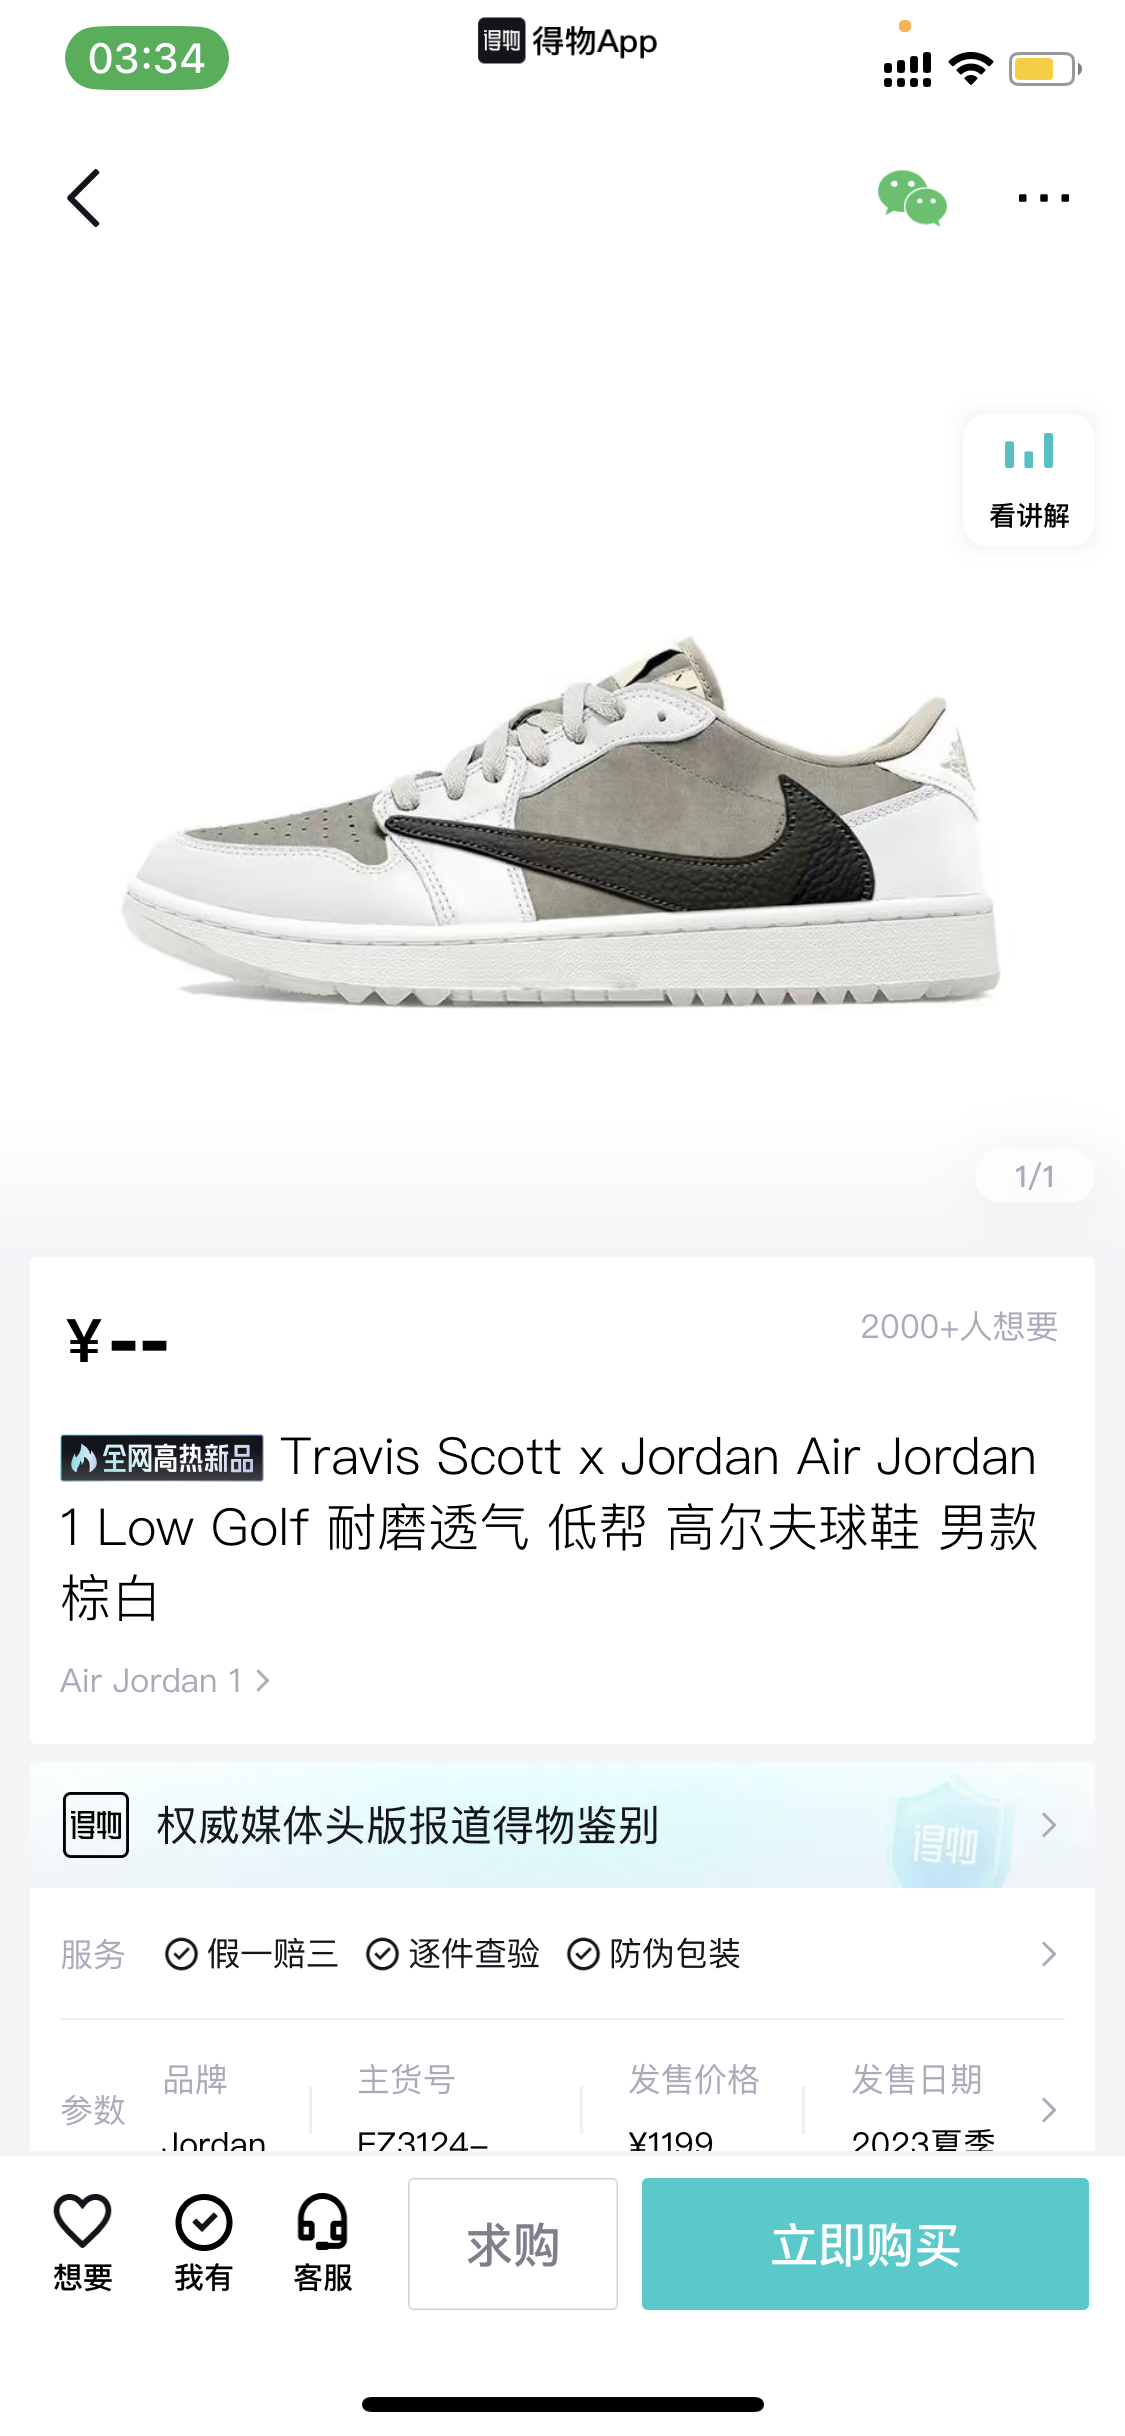 03:34
得物 得物App
看讲解
1/1
¥--
2000+人想要
全网高热新品 Travis Scott x Jordan Air Jordan
1 Low Golf 耐磨透气 低帮 高尔夫球鞋 男款
棕白
Air Jordan 1
得物 权威媒体头版报道得物鉴别
得物
服务 假一赔三 逐件查验 防伪包装
参数
品牌 主货号 发售价格 发售日期
Jordan FZ3124- ¥1199 2023夏季
想要 我有 客服
求购 立即购买